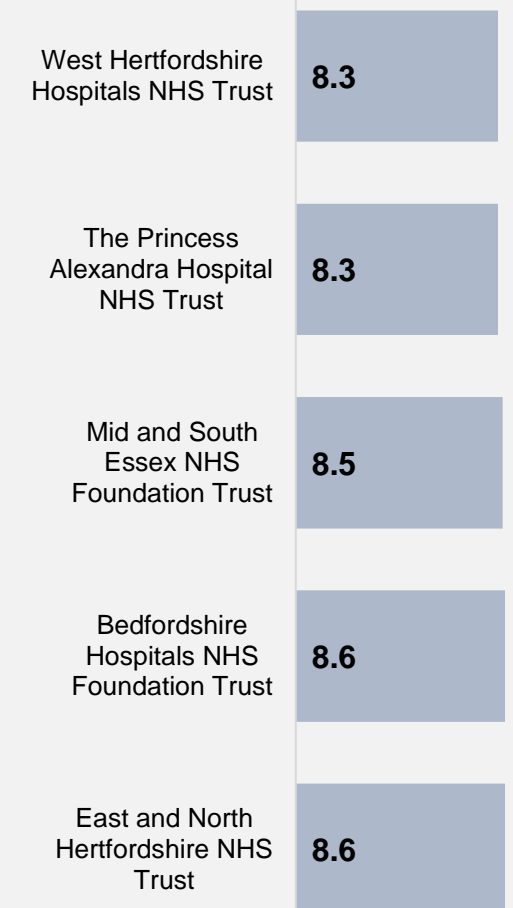 West Hertfordshire
Hospitals NHS Trust
8.3
The Princess
Alexandra Hospital
NHS Trust
8.3
Mid and South
Essex NHS
Foundation Trust
8.5
Bedfordshire
Hospitals NHS
Foundation Trust
8.6
East and North
Hertfordshire NHS
Trust
8.6